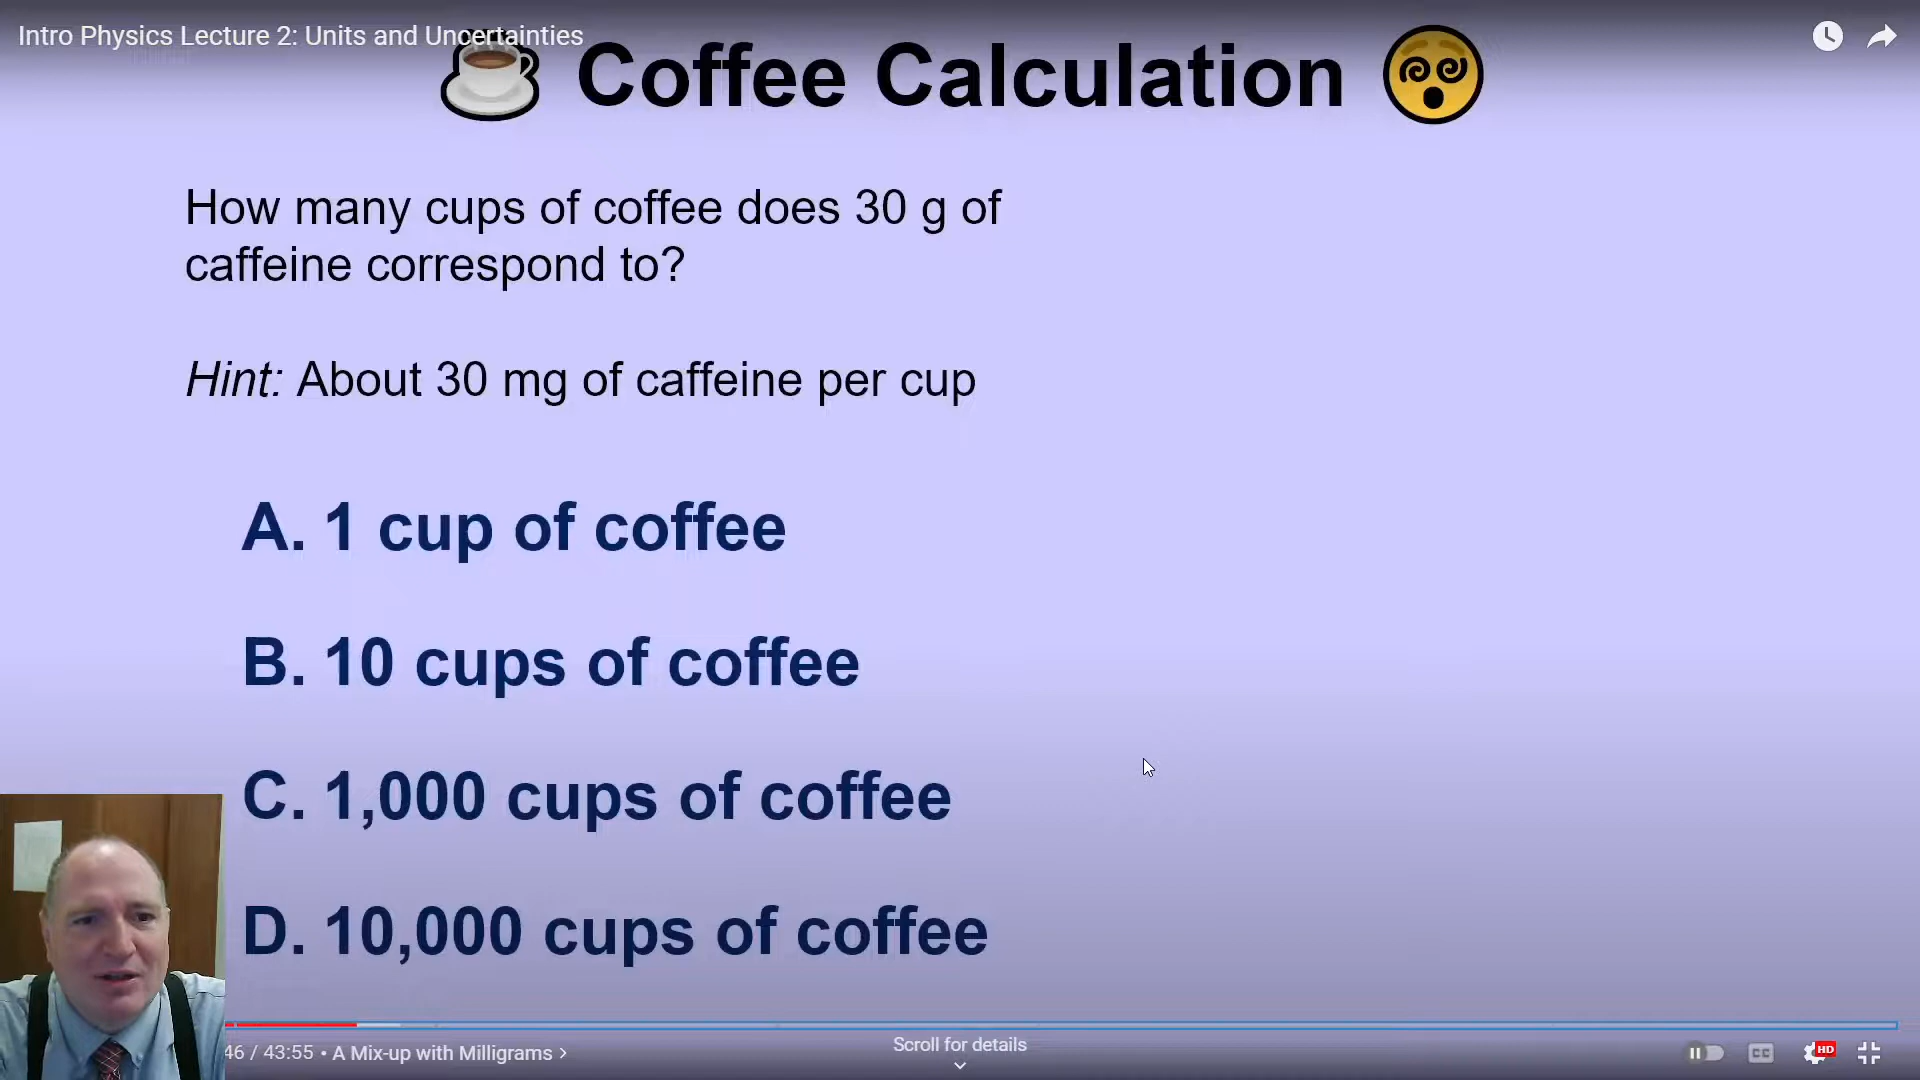 Intro Physics Lecture 2: Units and Uncertainties
Coffee Calculation
How many cups of coffee does 30 g of
caffeine correspond to?
Hint: About 30 mg of caffeine per cup
A. 1 cup of coffee
B. 10 cups of coffee
C. 1,000 cups of coffee
D. 10,000 cups of coffee
46 / 43:55 • A Mix-up with Milligrams >
Scroll for details
CC
HD